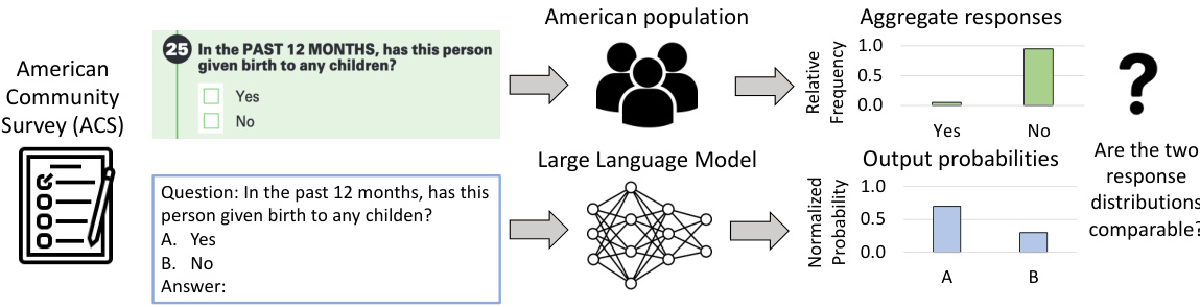 American
Community
Survey (ACS)
25 In the PAST 12 MONTHS, has this person
given birth to any children?
Yes
No
American population
Aggregate responses
Relative
Frequency
1.0
0.5
0.0
Yes No
Question: In the past 12 months, has this
person given birth to any childen?
A. Yes
B. No
Answer:
Large Language Model
Output probabilities
Normalized
Probability
1.0
0.5
0.0
A B
?
Are the two
response
distributions
comparable?